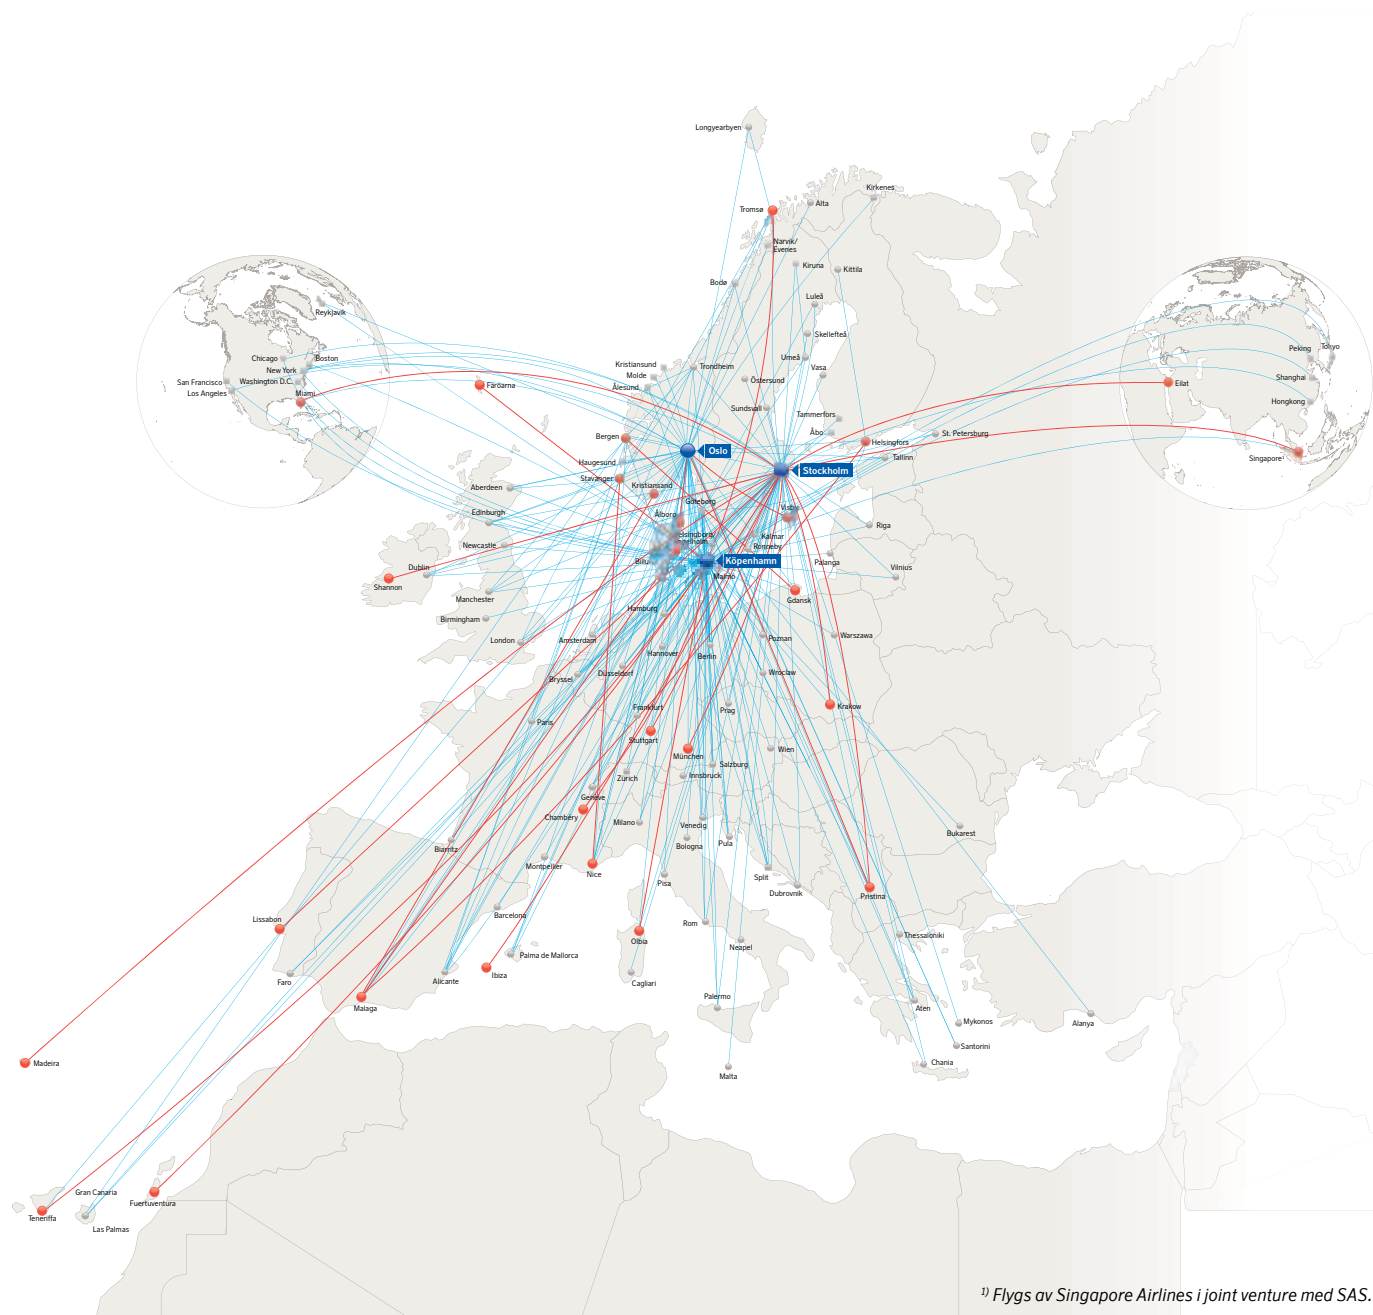 Longyearbyen
Kirkenes
Alta
Tromsø
Narvik/
Evenes
Kiruna
Kittila
Bodø
Luleå
Reykjavik
Skellefteå
Chicago
Boston
New York
Washington D.C.
San Francisco
Los Angeles
Miami
Peking
Tokyo
Shanghai
Hongkong
Eilat
Singapore
Kristiansund
Molde
Ålesund
Trondheim
Umeå
Vasa
Östersund
Färöarna
Sundsvall
Tammerfors
Åbo
St. Petersburg
Helsingfors
Tallinn
Bergen
Oslo
Stockholm
Haugesund
Stavanger
Kristiansand
Aberdeen
Göteborg
Edinburgh
Ålborg
Visby
Riga
Kalmar
Ronneby
Newcastle
Köpenhamn
Palanga
Dublin
Malmö
Vilnius
Shannon
Manchester
Gdansk
Hamburg
Birmingham
London
Amsterdam
Poznan
Warszawa
Hannover
Berlin
Bryssel
Düsseldorf
Wroclaw
Frankfurt
Prag
Krakow
Paris
Stuttgart
Wien
München
Salzburg
Zürich
Innsbruck
Genève
Chambéry
Milano
Venedig
Bukarest
Biarritz
Bologna
Pula
Montpellier
Nice
Pisa
Split
Dubrovnik
Pristina
Lissabon
Barcelona
Rom
Thessaloniki
Olbia
Neapel
Palma de Mallorca
Faro
Alicante
Ibiza
Cagliari
Palermo
Malaga
Aten
Mykonos
Alanya
Santorini
Madeira
Chania
Malta
Gran Canaria
Fuertuventura
Teneriffa
Las Palmas
1) Flygs av Singapore Airlines i joint venture med SAS.